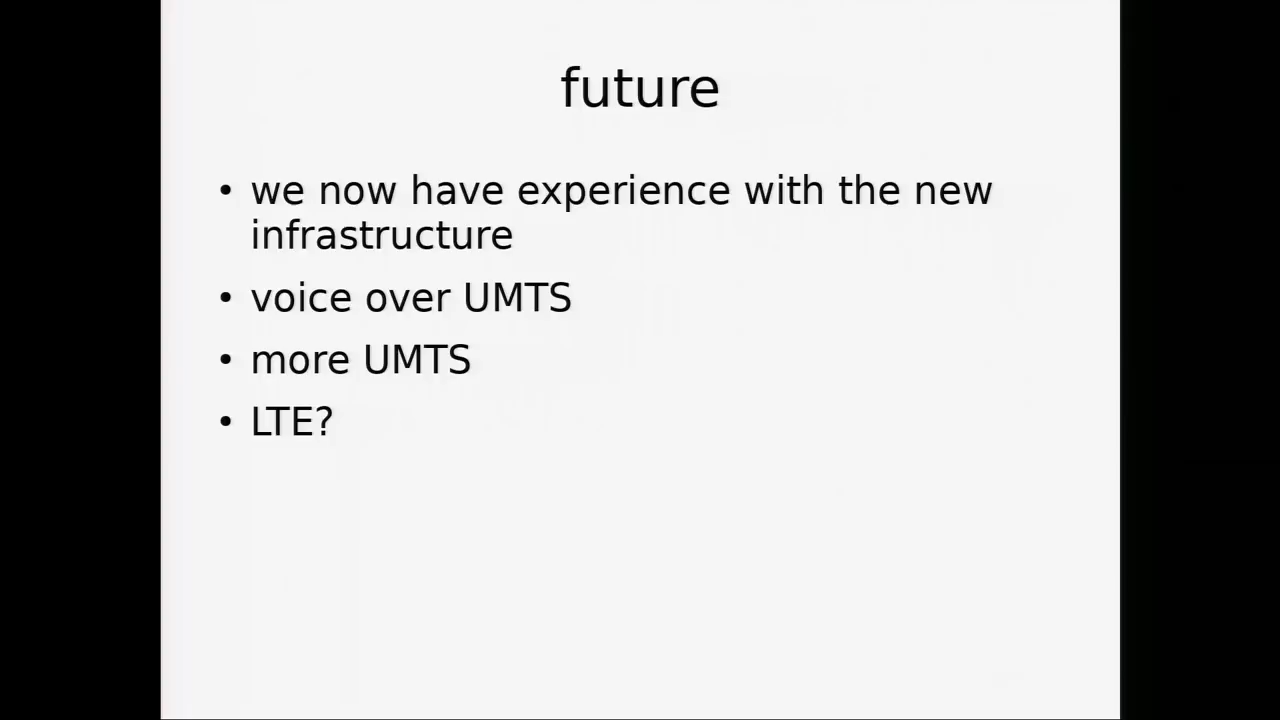 future
• we now have experience with the new
infrastructure
• voice over UMTS
• more UMTS
• LTE?